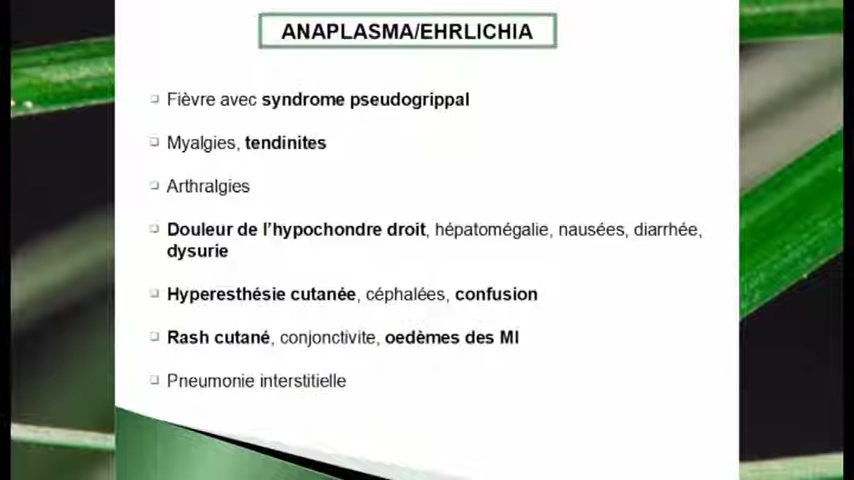 ANAPLASMA/EHRLICHIA
Fièvre avec syndrome pseudogrippal
Myalgies, tendinites
Arthralgies
Douleur de l'hypochondre droit, hépatomégalie, nausées, diarrhée,
dysurie
Hyperesthésie cutanée, céphalées, confusion
Rash cutané, conjonctivite, oedèmes des MI
Pneumonie interstitielle